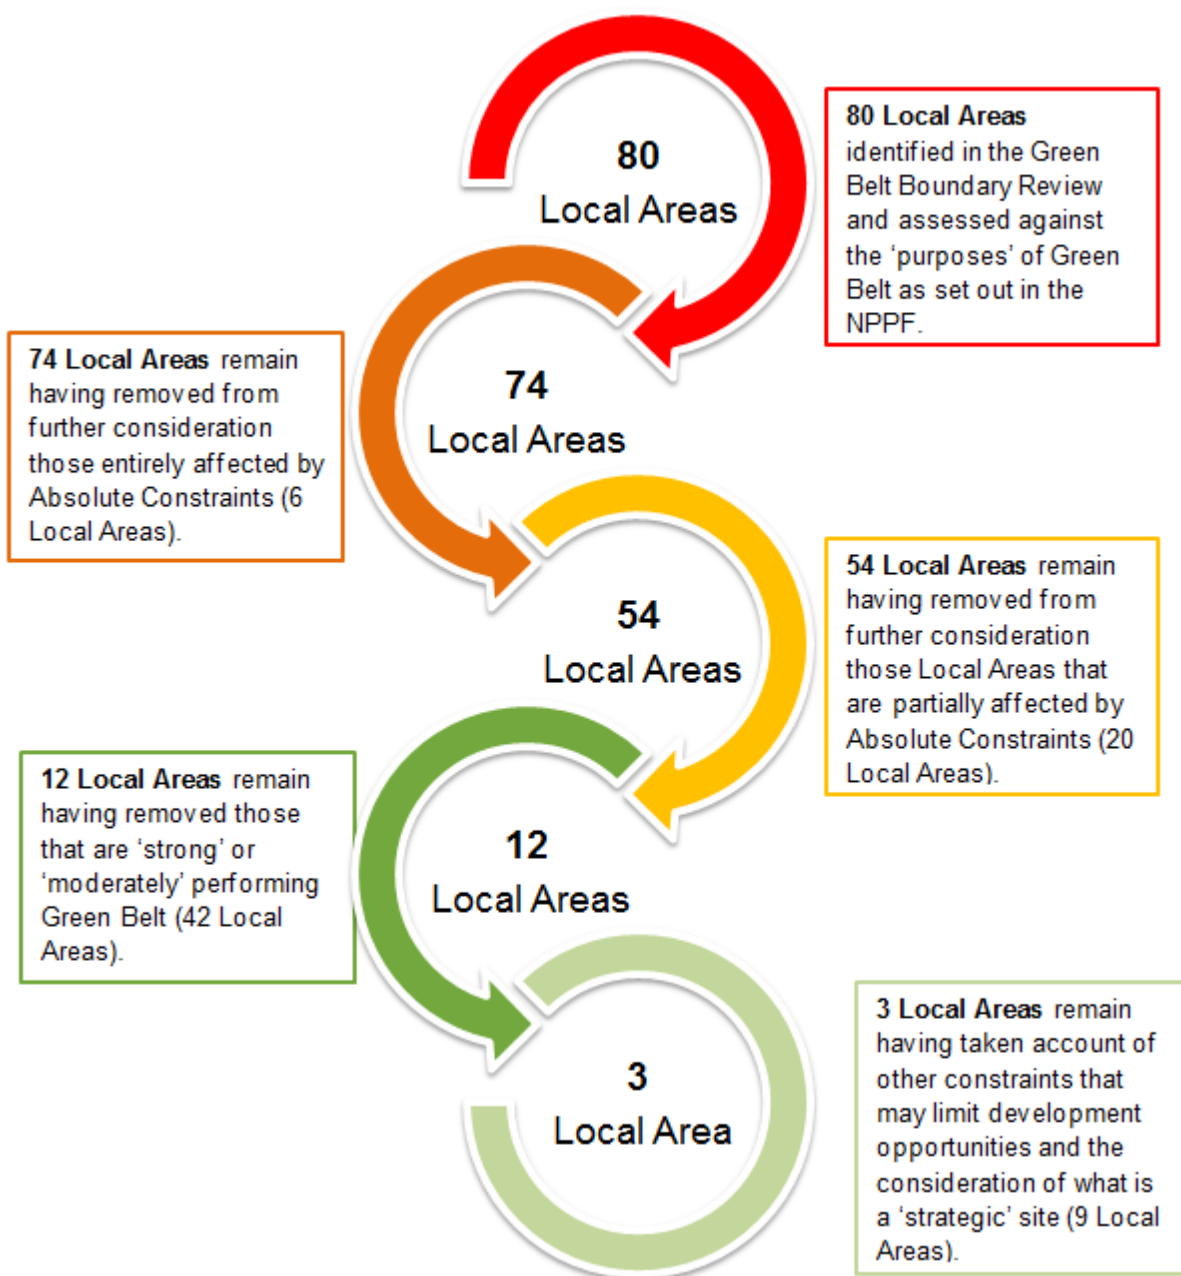 80
Local Areas
80 Local Areas
identified in the Green
Belt Boundary Review
and assessed against
the ‘purposes’ of Green
Belt as set out in the
NPPF.
74
Local Areas
74 Local Areas remain
having removed from
further consideration
those entirely affected by
Absolute Constraints (6
Local Areas).
54
Local Areas
54 Local Areas remain
having removed from
further consideration
those Local Areas that
are partially affected by
Absolute Constraints (20
Local Areas).
12
Local Areas
12 Local Areas remain
having removed those
that are ‘strong’ or
‘moderately’ performing
Green Belt (42 Local
Areas).
3
Local Area
3 Local Areas remain
having taken account of
other constraints that
may limit development
opportunities and the
consideration of what is
a ‘strategic’ site (9 Local
Areas).